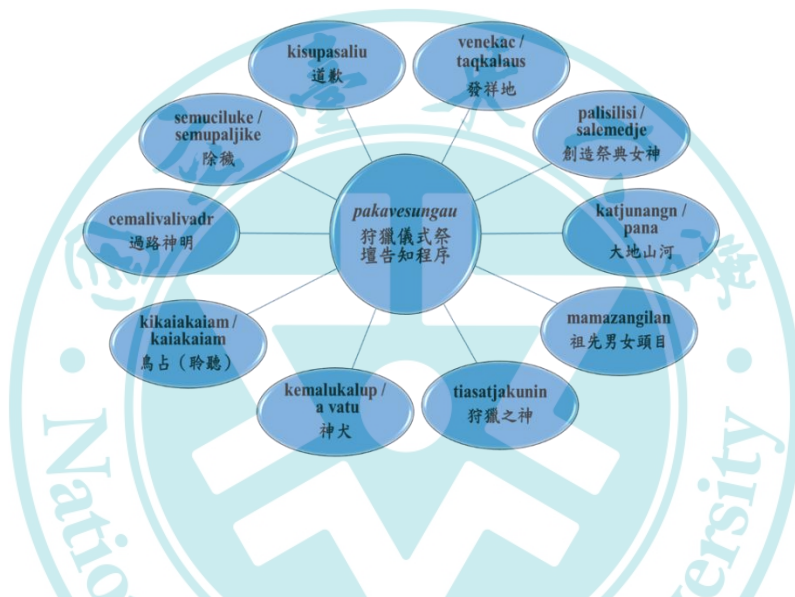 kisupasaliu
道歉
venekac /
taqkalaus
發祥地
semuciluke /
semupaljike
除穢
palisilisi /
salemedje
創造祭典女神
pakavesungau
狩獵儀式祭
壇告知程序
cemalivalivadr
過路神明
katjunangn /
pana
大地山河
kikaiakaiam /
kaiakaiam
鳥占（聆聽）
mamazangilan
祖先男女頭目
kemalukalup /
a vatu
神犬
tiasatjakunin
狩獵之神
National
University